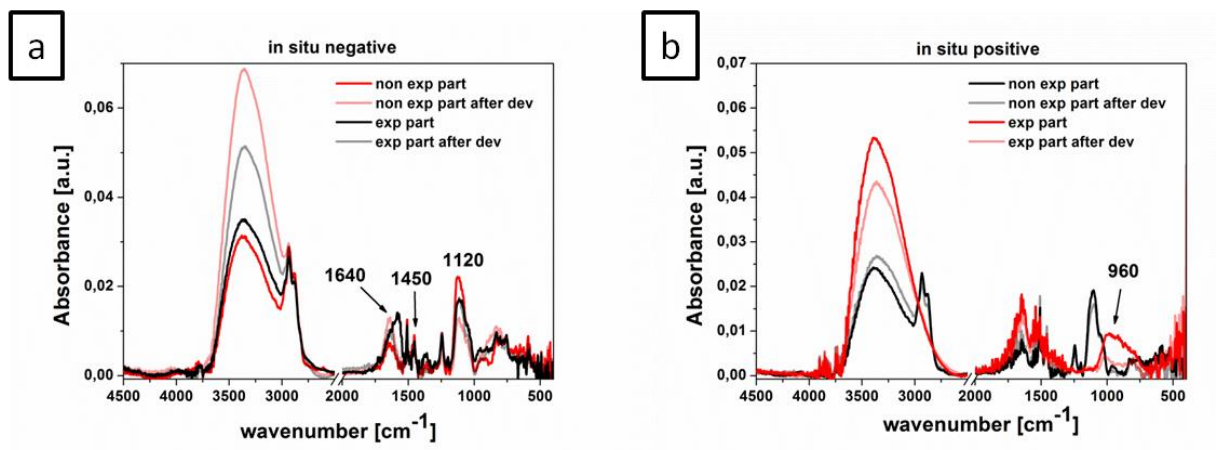 a
in situ negative
non exp part
non exp part after dev
exp part
exp part after dev
0,06
0,04
0,02
0,00
Absorbance [a.u.]
1640
1450
1120
4500 4000 3500 3000 2000 1500 1000 500
wavenumber [cm-1]
b
in situ positive
non exp part
non exp part after dev
exp part
exp part after dev
0,07
0,06
0,05
0,04
0,03
0,02
0,01
0,00
Absorbance [a.u.]
960
4500 4000 3500 3000 2000 1500 1000 500
wavenumber [cm-1]